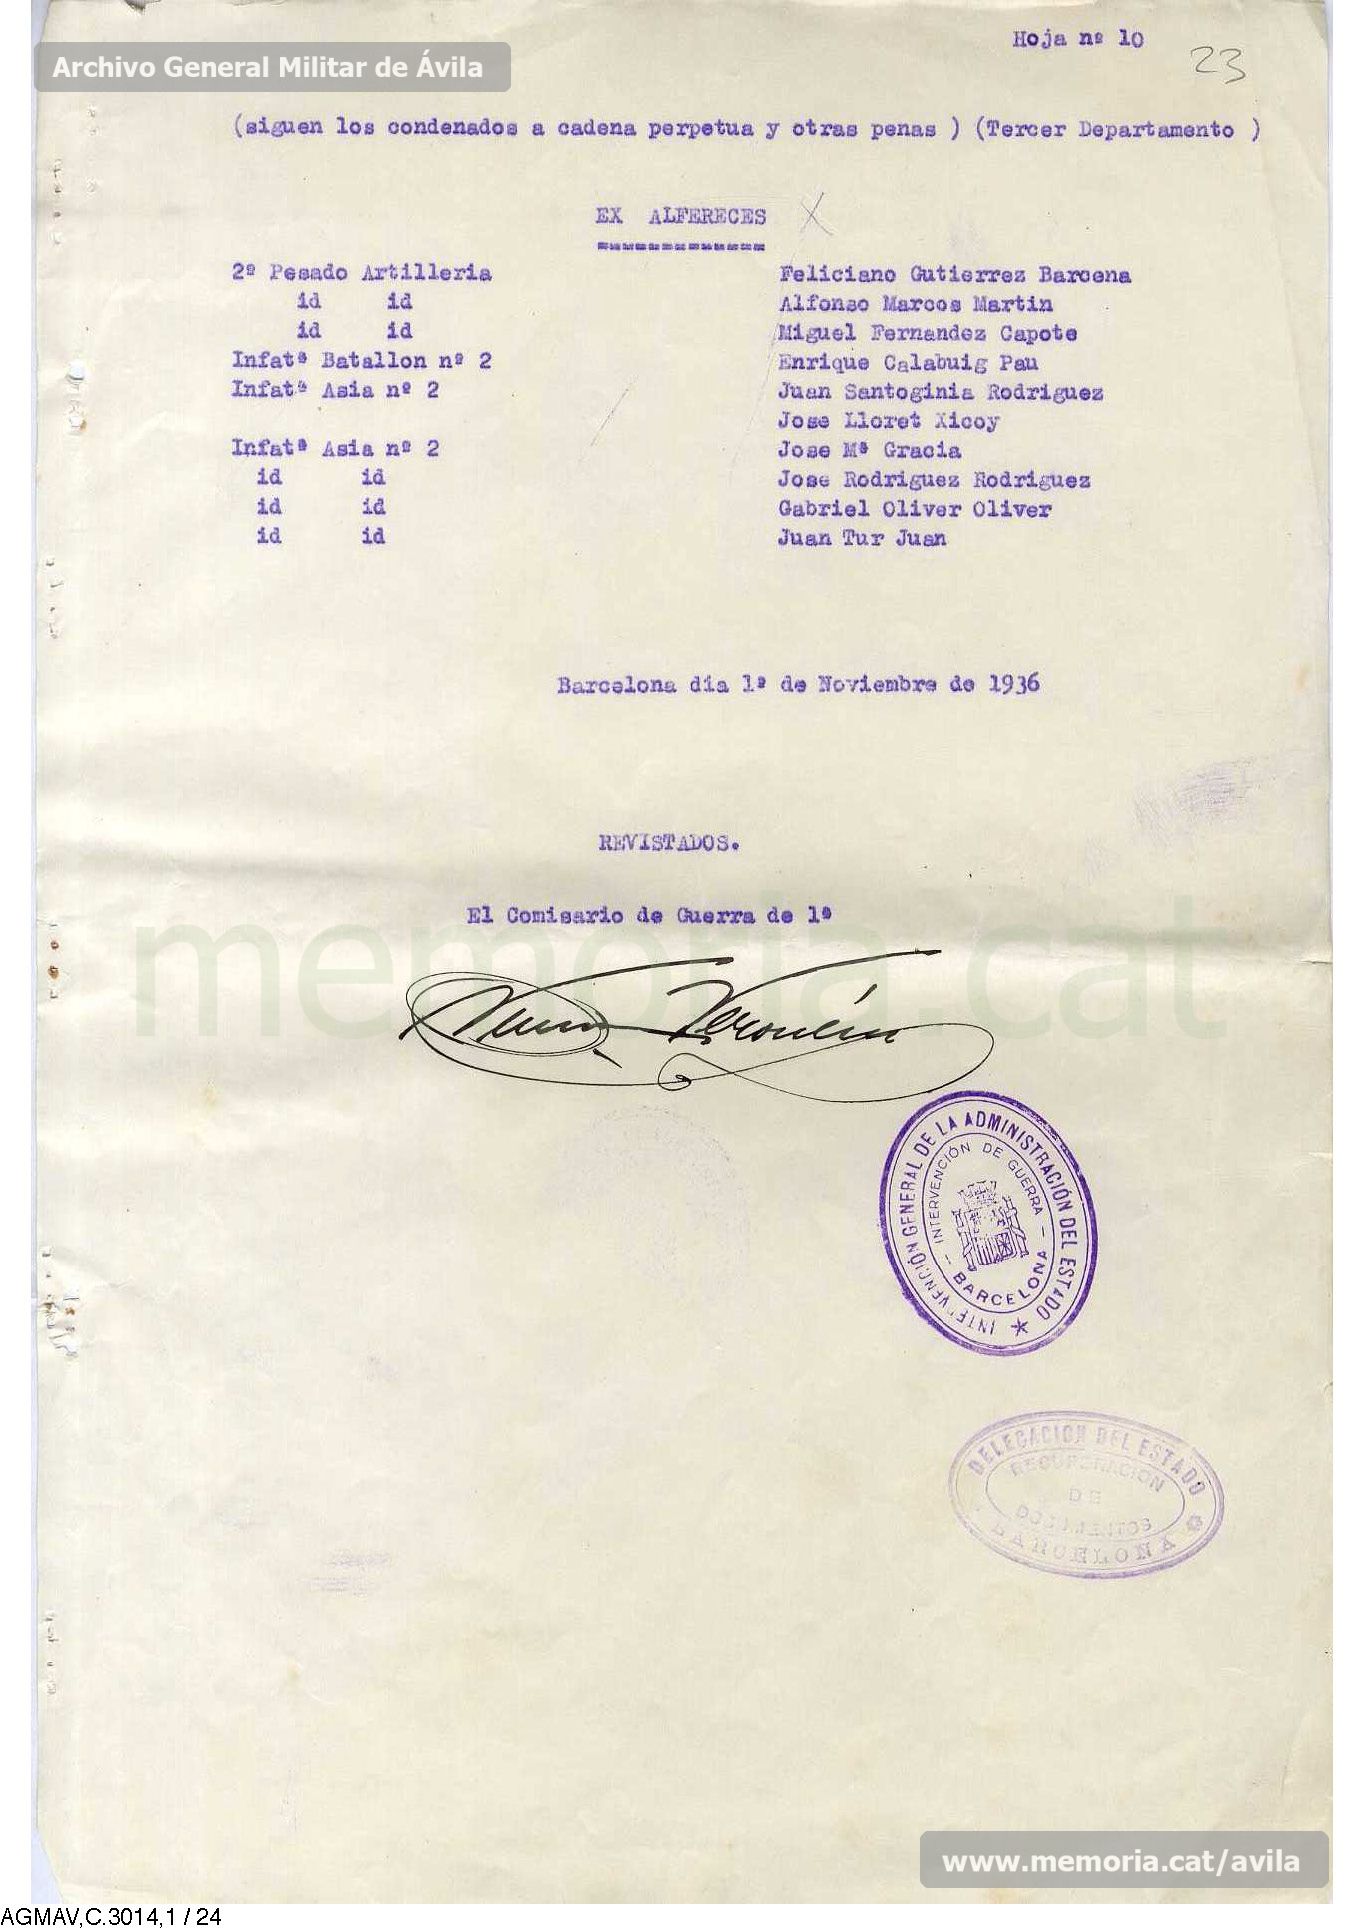 Hoja nº 10
23
Archivo General Militar de Ávila
(siguen los condenados a cadena perpetua y otras penas ) (Tercer Departamento )
EX ALFERECES X
2º Pesado Artilleria Feliciano Gutierrez Barcena
id id Alfonso Marcos Martin
id id Miguel Fernandez Capote
Infatª Batallon nº 2 Enrique Calabuig Pau
Infatª Asia nº 2 Juan Santoginia Rodriguez
Jose Lloret Xicoy
Infatª Asia nº 2 Jose Mª Gracia
id id Jose Rodriguez Rodriguez
id id Gabriel Oliver Oliver
id id Juan Tur Juan
Barcelona dia 1º de Noviembre de 1936
REVISTADOS.
El Comisario de Guerra de 1ª
memoria.cat
INTERVENCIÓN GENERAL DE LA ADMINISTRACIÓN DEL ESTADO
INTERVENCIÓN DE GUERRA
BARCELONA
DELEGACION DEL ESTADO
RECUPERACION
DE
DOCUMENTOS
BARCELONA
www.memoria.cat/avila
AGMAV,C.3014,1 / 24